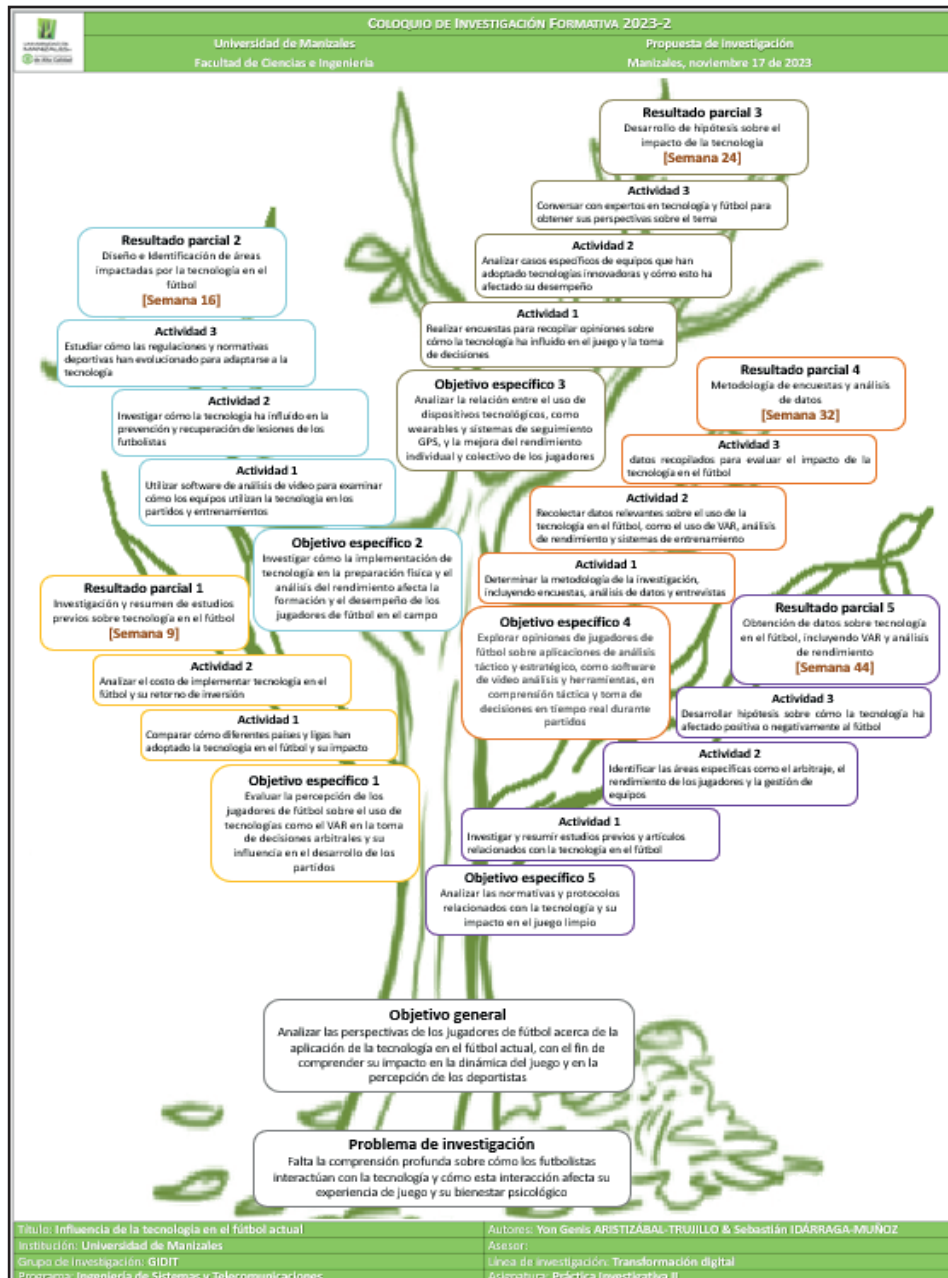 COLOQUIO DE INVESTIGACIÓN FORMATIVA 2023-2
Universidad de Manizales
Facultad de Ciencias e Ingeniería
Propuesta de investigación
Manizales, noviembre 17 de 2023
UNIVERSIDAD DE
MANIZALES
de Alta Calidad
Resultado parcial 3
Desarrollo de hipótesis sobre el
impacto de la tecnología
[Semana 24]
Actividad 3
Conversar con expertos en tecnología y fútbol para
obtener sus perspectivas sobre el tema
Actividad 2
Analizar casos específicos de equipos que han
adoptado tecnologías innovadoras y cómo esto ha
afectado su desempeño
Actividad 1
Realizar encuestas para recopilar opiniones sobre
cómo la tecnología ha influido en el juego y la toma
de decisiones
Objetivo específico 3
Analizar la relación entre el uso de
dispositivos tecnológicos, como
wearables y sistemas de seguimiento
GPS, y la mejora del rendimiento
individual y colectivo de los jugadores
Resultado parcial 2
Diseño e Identificación de áreas
impactadas por la tecnología en el
fútbol
[Semana 16]
Actividad 3
Estudiar cómo las regulaciones y normativas
deportivas han evolucionado para adaptarse a la
tecnología
Actividad 2
Investigar cómo la tecnología ha influido en la
prevención y recuperación de lesiones de los
futbolistas
Actividad 1
Utilizar software de análisis de video para examinar
cómo los equipos utilizan la tecnología en los
partidos y entrenamientos
Objetivo específico 2
Investigar cómo la implementación de
tecnología en la preparación física y el
análisis del rendimiento afecta la
formación y el desempeño de los
jugadores de fútbol en el campo
Resultado parcial 4
Metodología de encuestas y análisis
de datos
[Semana 32]
Actividad 3
datos recopilados para evaluar el impacto de la
tecnología en el fútbol
Actividad 2
Recolectar datos relevantes sobre el uso de la
tecnología en el fútbol, como el uso de VAR, análisis
de rendimiento y sistemas de entrenamiento
Actividad 1
Determinar la metodología de la investigación,
incluyendo encuestas, análisis de datos y entrevistas
Objetivo específico 4
Explorar opiniones de jugadores de
fútbol sobre aplicaciones de análisis
táctico y estratégico, como software
de video análisis y herramientas, en
comprensión táctica y toma de
decisiones en tiempo real durante
partidos
Resultado parcial 1
Investigación y resumen de estudios
previos sobre tecnología en el fútbol
[Semana 9]
Actividad 2
Analizar el costo de implementar tecnología en el
fútbol y su retorno de inversión
Actividad 1
Comparar cómo diferentes países y ligas han
adoptado la tecnología en el fútbol y su impacto
Objetivo específico 1
Evaluar la percepción de los
jugadores de fútbol sobre el uso de
tecnologías como el VAR en la toma
de decisiones arbitrales y su
influencia en el desarrollo de los
partidos
Resultado parcial 5
Obtención de datos sobre tecnología
en el fútbol, incluyendo VAR y análisis
de rendimiento
[Semana 44]
Actividad 3
Desarrollar hipótesis sobre cómo la tecnología ha
afectado positiva o negativamente al fútbol
Actividad 2
Identificar las áreas específicas como el arbitraje, el
rendimiento de los jugadores y la gestión de
equipos
Actividad 1
Investigar y resumir estudios previos y artículos
relacionados con la tecnología en el fútbol
Objetivo específico 5
Analizar las normativas y protocolos
relacionados con la tecnología y su
impacto en el juego limpio
Objetivo general
Analizar las perspectivas de los jugadores de fútbol acerca de la
aplicación de la tecnología en el fútbol actual, con el fin de
comprender su impacto en la dinámica del juego y en la
percepción de los deportistas
Problema de investigación
Falta la comprensión profunda sobre cómo los futbolistas
interactúan con la tecnología y cómo esta interacción afecta su
experiencia de juego y su bienestar psicológico
Título: Influencia de la tecnología en el fútbol actual
Autores: Yon Genis ARISTIZÁBAL-TRUJILLO & Sebastián IDÁRRAGA-MUÑOZ
Institución: Universidad de Manizales
Asesor:
Grupo de investigación: GIDIT
Línea de investigación: Transformación digital
Programa: Ingeniería de Sistemas y Telecomunicaciones
Asignatura: Práctica Investigativa II